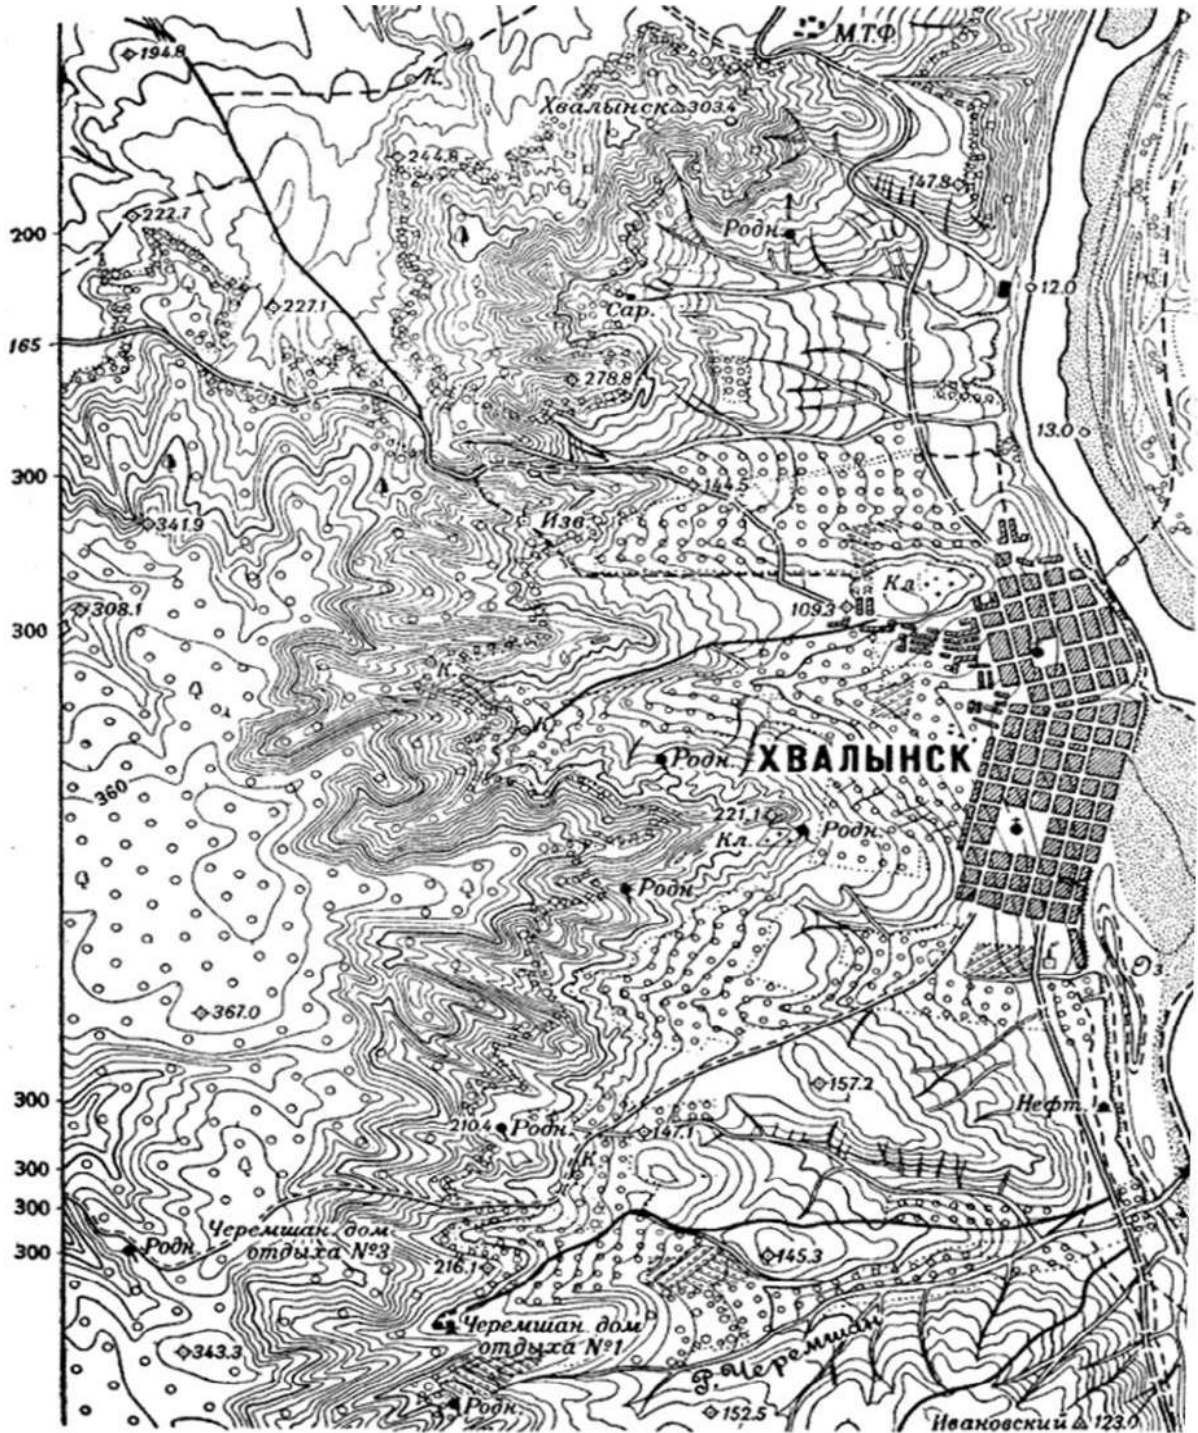 М.Т.Ф.
194.8
К.
Хвалынск 303.4
244.8
147.8
222.7
200
Родн.
227.1
Сар.
12.0
165
278.8
13.0
300
144.5
341.9
Изв.
Кл.
308.1
109.3
300
К.
К.
Родн.
ХВАЛЫНСК
360
221.1
Родн.
Кл.
Родн.
Оз
367.0
157.2
300
Нефт.
210.4 Родн.
147.1
300
К
300
Черемшан дом
отдыха №3
Родн.
300
216.1
145.3
Черемшан дом
отдыха №1
343.3
Р. Черемшан
Родн.
152.5
Ивановский 123.0